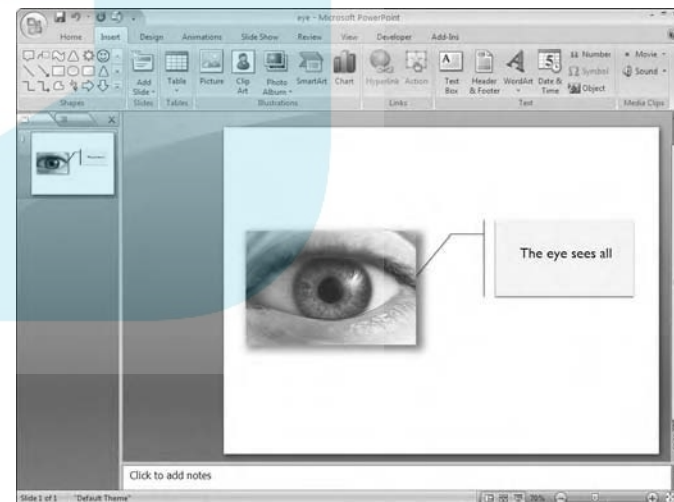 eye - Microsoft PowerPoint
Home Insert Design Animations Slide Show Review View Developer Add-Ins
Add Slide Table Picture Clip Art Photo Album SmartArt Chart Hyperlink Action Text Box Header & Footer WordArt Date & Time Number Symbol Object Movie Sound
Shapes Slides Tables Illustrations Links Text Media Clips
The eye sees all
Click to add notes
Slide 1 of 1 "Default Theme" 70%